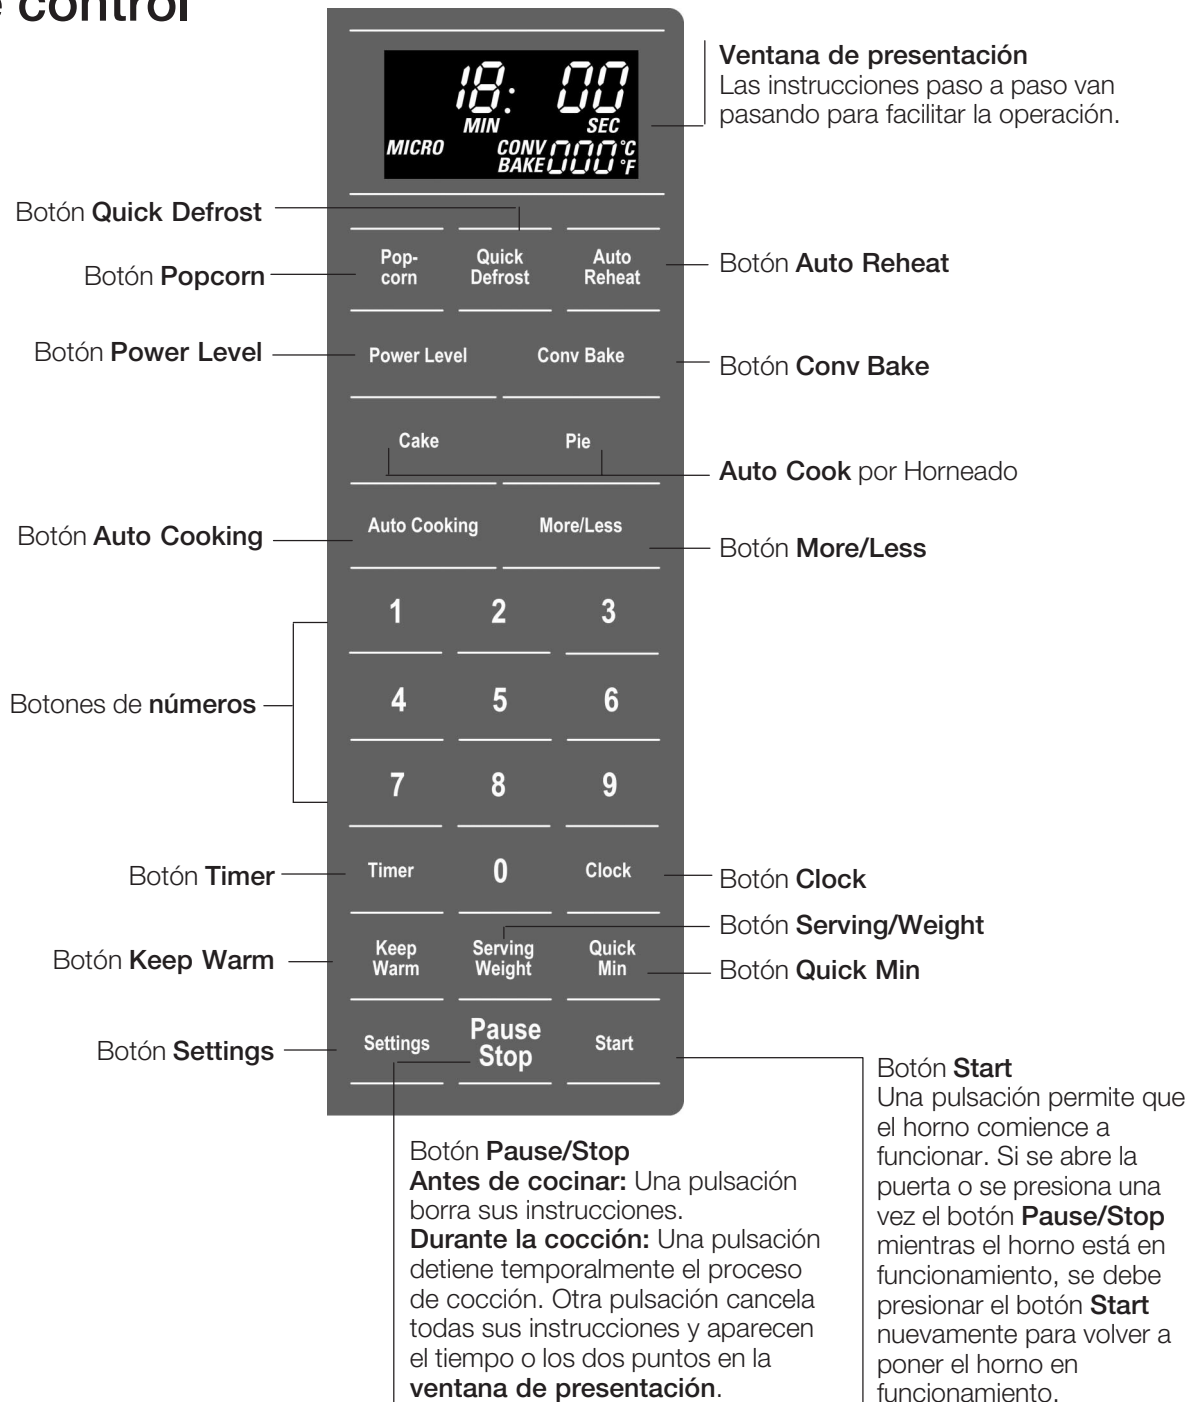 e control
18: 00
MIN SEC
MICRO CONV 000 °C
BAKE °F
Ventana de presentación
Las instrucciones paso a paso van
pasando para facilitar la operación.
Botón Quick Defrost
Botón Popcorn
Pop-
corn
Quick
Defrost
Auto
Reheat
Botón Auto Reheat
Botón Power Level
Power Level
Conv Bake
Botón Conv Bake
Cake
Pie
Auto Cook por Horneado
Botón Auto Cooking
Auto Cooking
More/Less
Botón More/Less
1 2 3
Botones de números
4 5 6
7 8 9
Botón Timer
Timer
0
Clock
Botón Clock
Botón Serving/Weight
Botón Keep Warm
Keep
Warm
Serving
Weight
Quick
Min
Botón Quick Min
Botón Settings
Settings
Pause
Stop
Start
Botón Pause/Stop
Antes de cocinar: Una pulsación
borra sus instrucciones.
Durante la cocción: Una pulsación
detiene temporalmente el proceso
de cocción. Otra pulsación cancela
todas sus instrucciones y aparecen
el tiempo o los dos puntos en la
ventana de presentación.
Botón Start
Una pulsación permite que
el horno comience a
funcionar. Si se abre la
puerta o se presiona una
vez el botón Pause/Stop
mientras el horno está en
funcionamiento, se debe
presionar el botón Start
nuevamente para volver a
poner el horno en
funcionamiento.